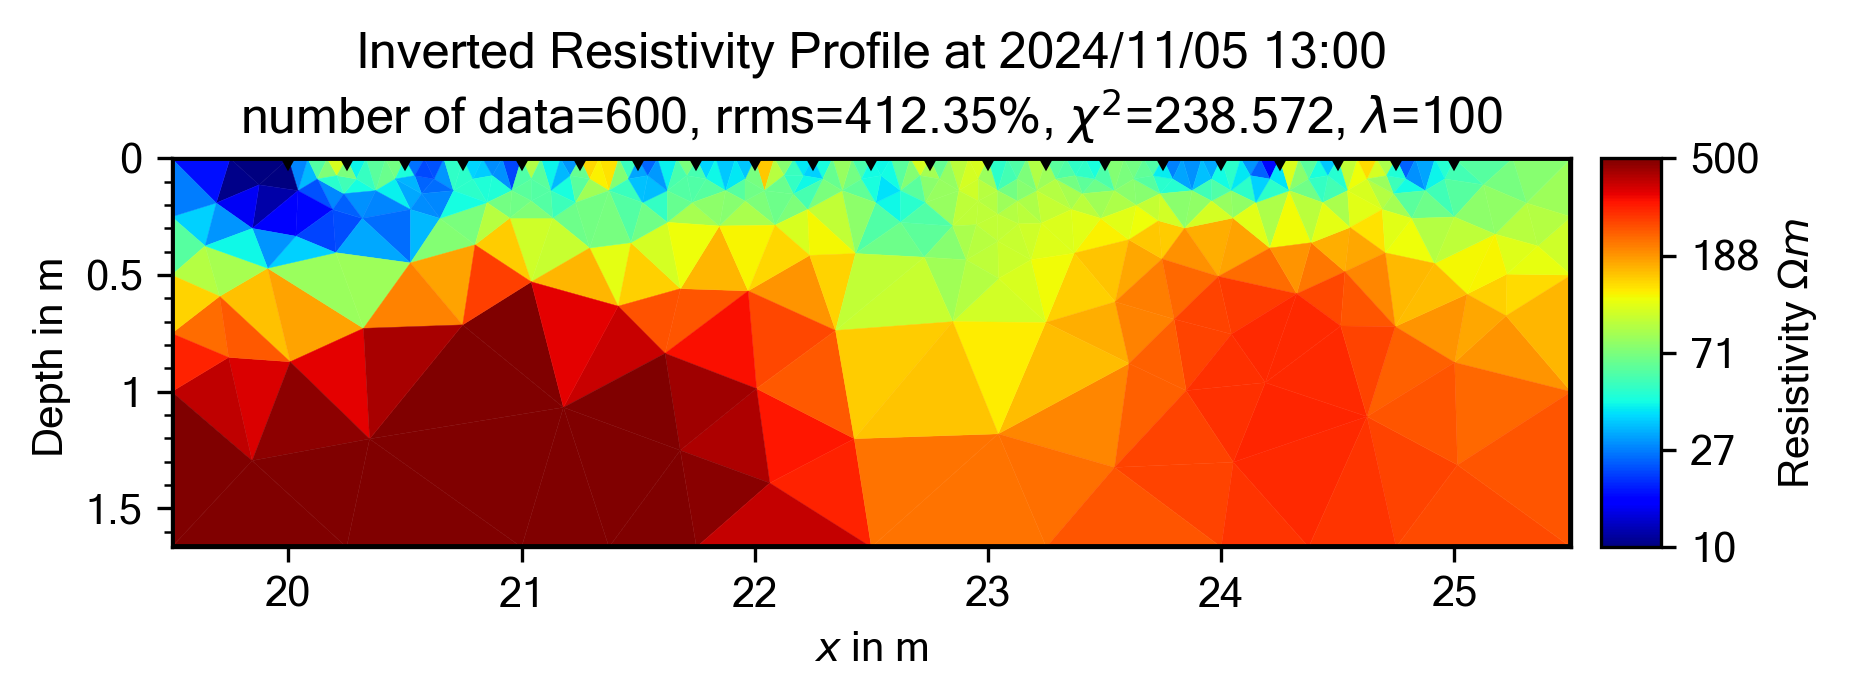 Inverted Resistivity Profile at 2024/11/05 13:00
number of data=600, rrms=412.35%, χ²=238.572, λ=100
0
0.5
1
1.5
Depth in m
20 21 22 23 24 25
x in m
500
188
71
27
10
Resistivity Ωm